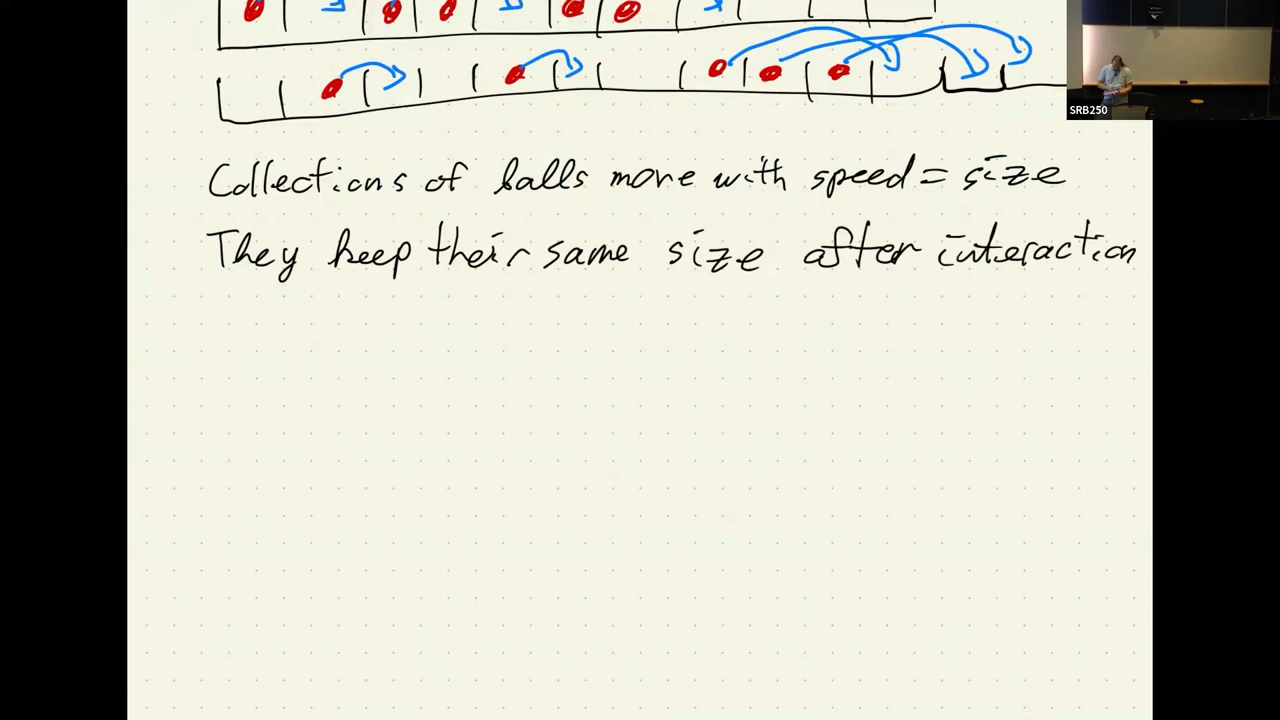 SRB250
Collections of balls move with speed = size
They keep their same size after interaction